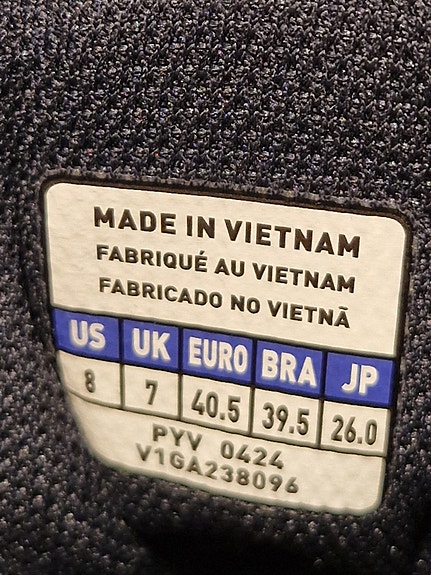 MADE IN VIETNAM
FABRIQUÉ AU VIETNAM
FABRICADO NO VIETNÃ
US UK EURO BRA JP
8 7 40.5 39.5 26.0
PYV 0424
V1GA238096